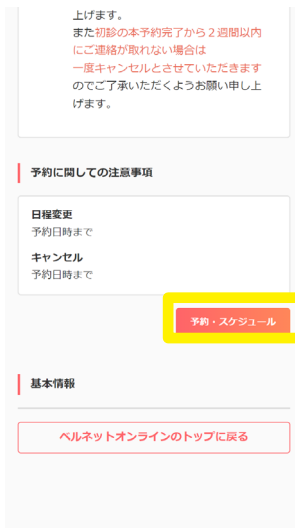 上げます。
また初診の本予約完了から２週間以内
にご連絡が取れない場合は
一度キャンセルとさせていただきます
のでご了承いただくようお願い申し上
げます。
予約に関しての注意事項
日程変更
予約日時まで
キャンセル
予約日時まで
予約・スケジュール
基本情報
ベルネットオンラインのトップに戻る